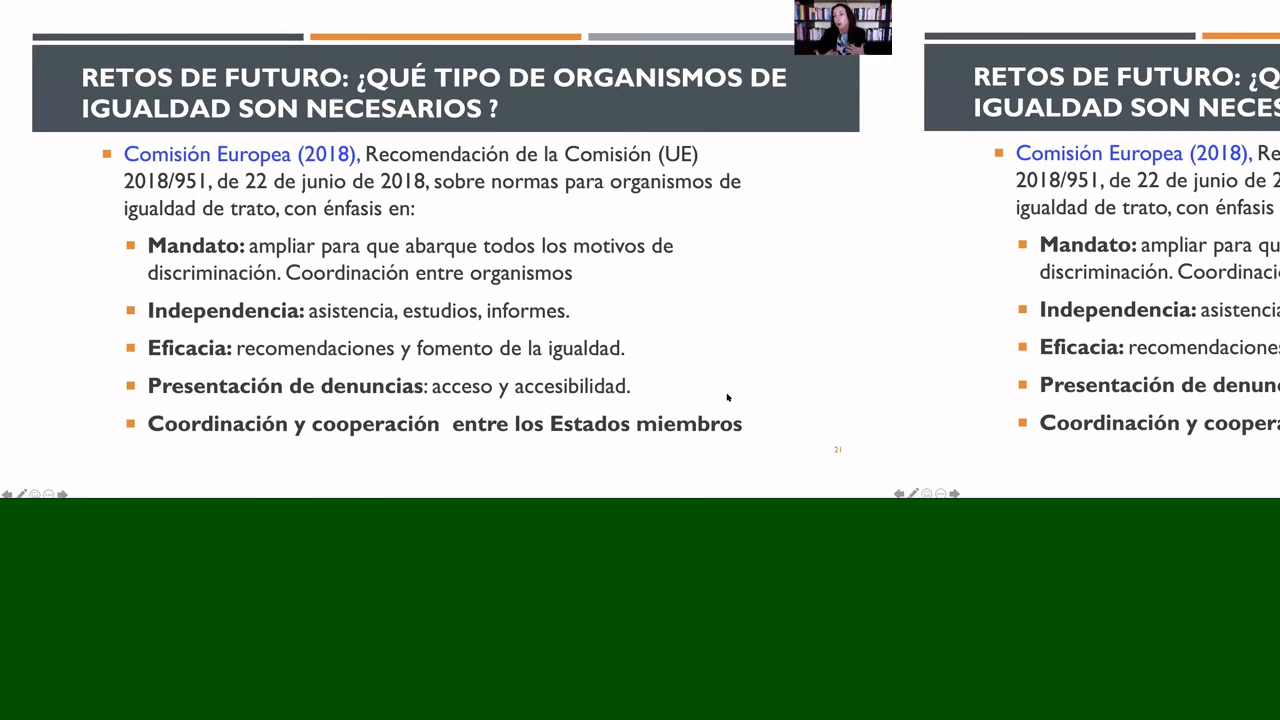 RETOS DE FUTURO: ¿QUÉ TIPO DE ORGANISMOS DE
IGUALDAD SON NECESARIOS ?
Comisión Europea (2018), Recomendación de la Comisión (UE)
2018/951, de 22 de junio de 2018, sobre normas para organismos de
igualdad de trato, con énfasis en:
Mandato: ampliar para que abarque todos los motivos de
discriminación. Coordinación entre organismos
Independencia: asistencia, estudios, informes.
Eficacia: recomendaciones y fomento de la igualdad.
Presentación de denuncias: acceso y accesibilidad.
Coordinación y cooperación  entre los Estados miembros
21
RETOS DE FUTURO: ¿Q
IGUALDAD SON NECES
Comisión Europea (2018), Re
2018/951, de 22 de junio de 2
igualdad de trato, con énfasis
Mandato: ampliar para qu
discriminación. Coordinació
Independencia: asistencia
Eficacia: recomendaciones
Presentación de denun
Coordinación y coopera